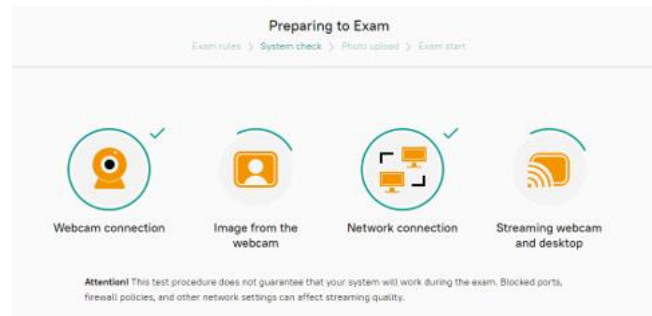 Preparing to Exam
Exam rules > System check > Photo upload > Exam start
Webcam connection
Image from the
webcam
Network connection
Streaming webcam
and desktop
Attention! This test procedure does not guarantee that your system will work during the exam. Blocked ports,
firewall policies, and other network settings can affect streaming quality.